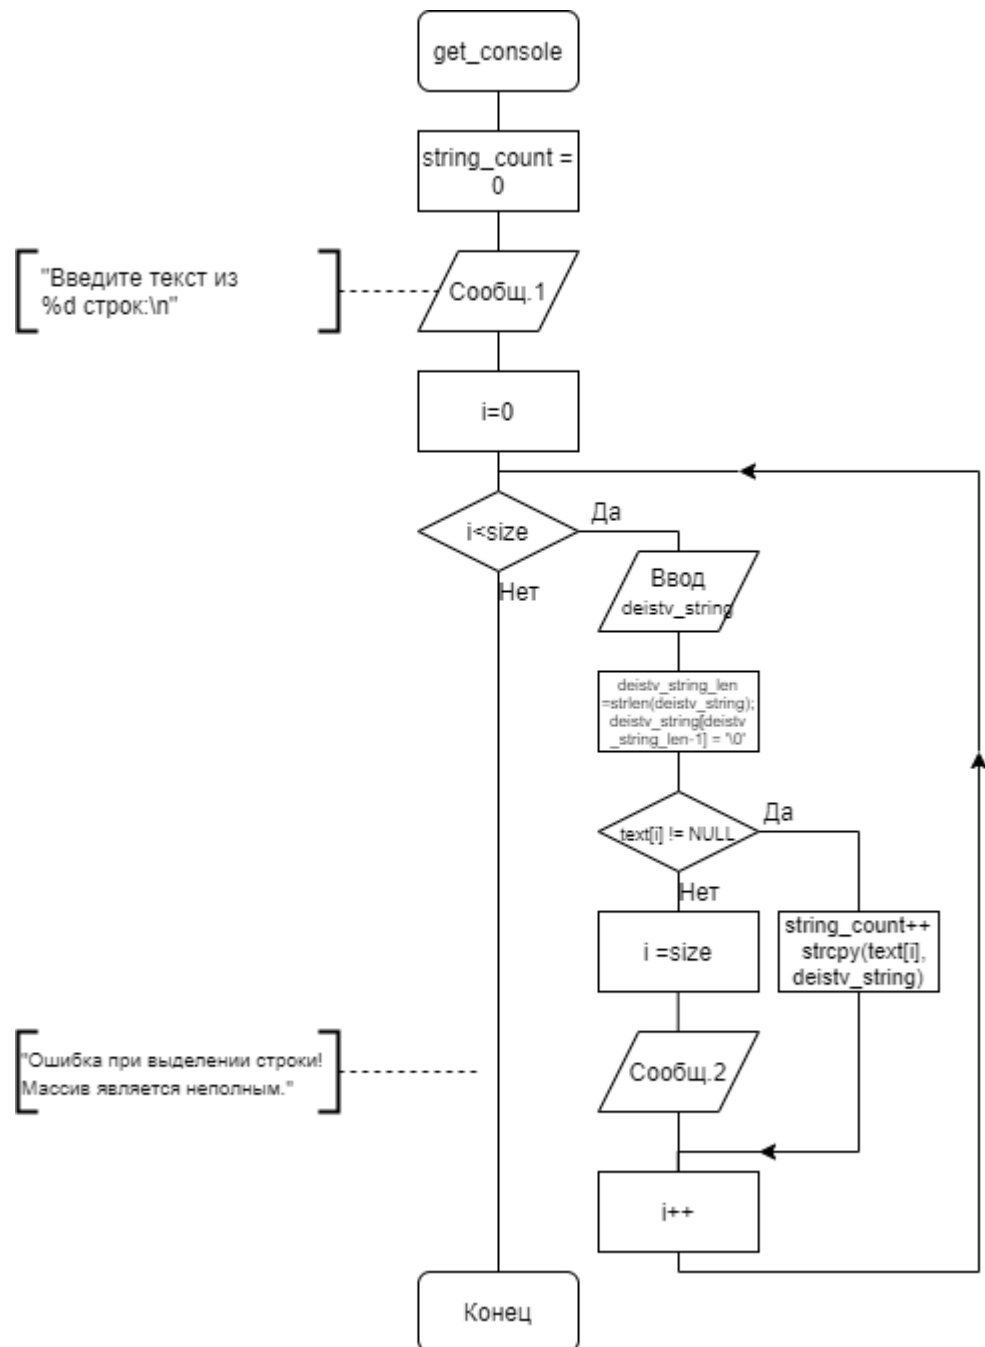 get_console
string_count =
0
"Введите текст из
%d строк:\n"
Сообщ.1
i=0
i<size
Да
Нет
Ввод
deistv_string
deistv_string_len
=strlen(deistv_string);
deistv_string[deistv
_string_len-1] = '\0'
text[i] != NULL
Да
Нет
i =size
string_count++
strcpy(text[i],
deistv_string)
"Ошибка при выделении строки!
Массив является неполным."
Сообщ.2
i++
Конец